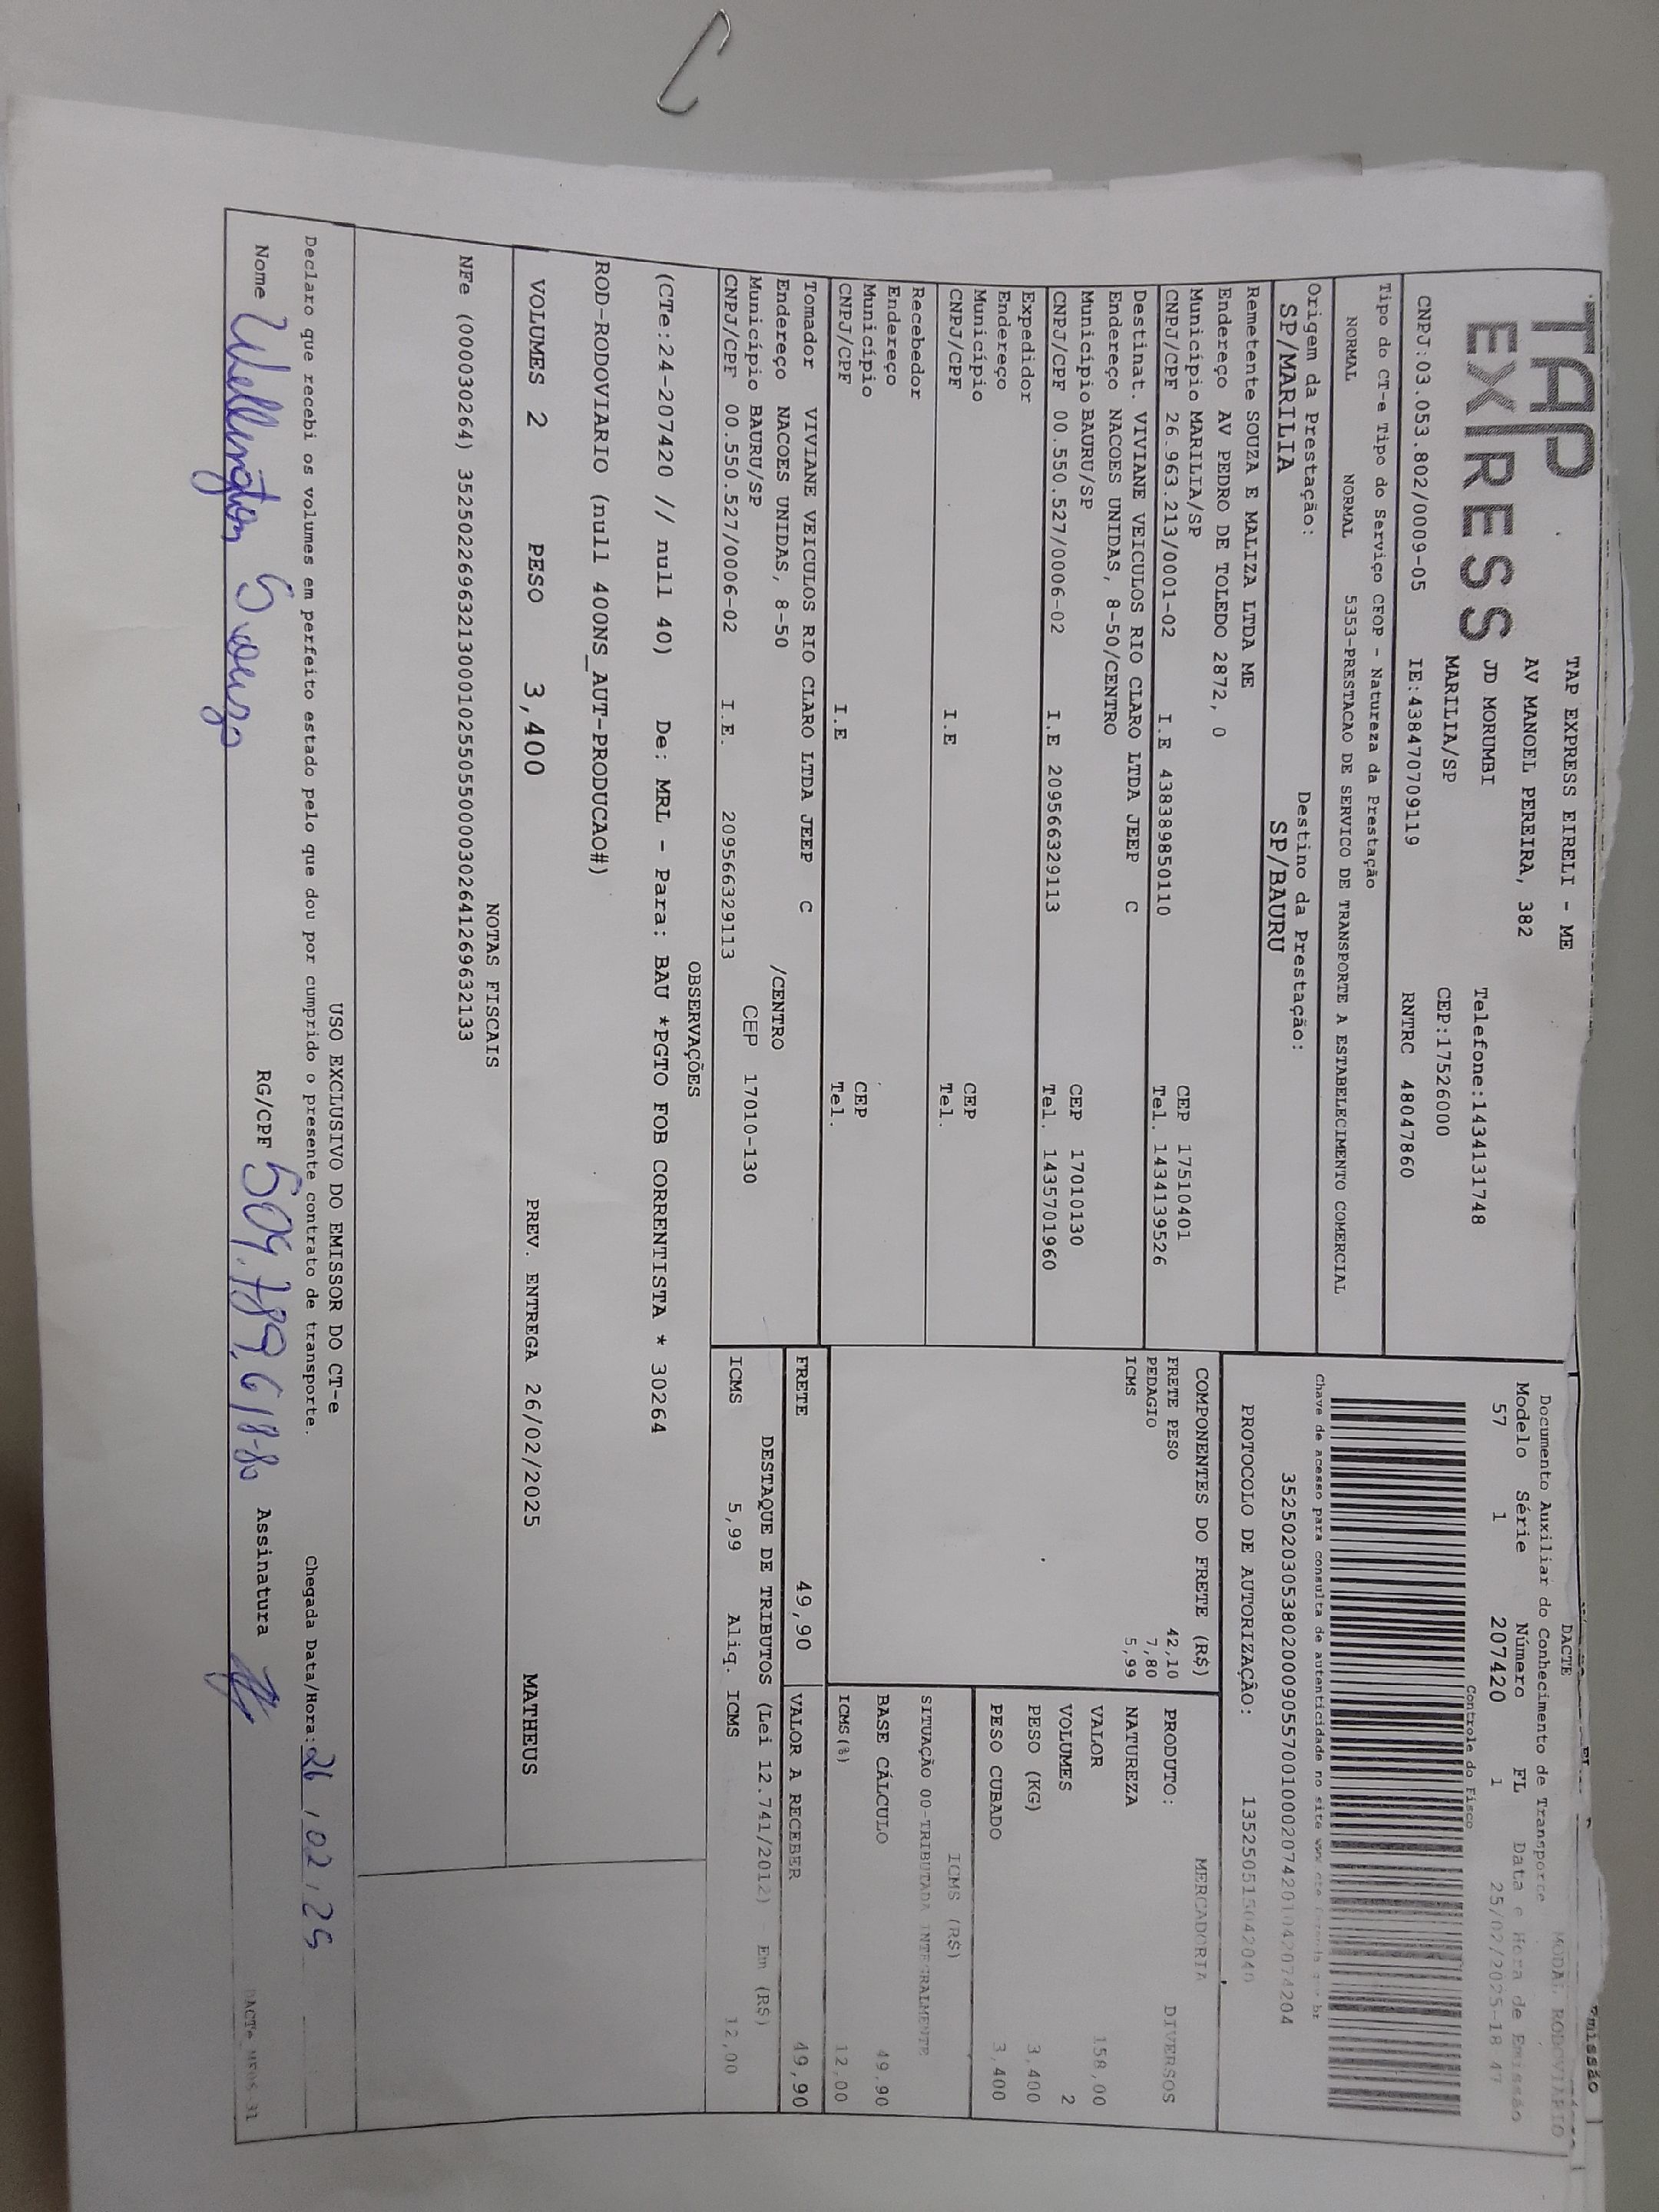 TAP
EXPRESS
TAP EXPRESS EIRELI - ME
AV MANOEL PEREIRA, 382
JD MORUMBI Telefone:1434131748
MARILIA/SP CEP:17526000
CNPJ:03.053.802/0009-05 IE:438470709119 RNTRC 48047860
Tipo do CT-e Tipo do Serviço CFOP - Natureza da Prestação
NORMAL NORMAL 5353-PRESTACAO DE SERVICO DE TRANSPORTE A ESTABELECIMENTO COMERCIAL
Origem da Prestação: Destino da Prestação:
SP/MARILIA SP/BAURU
Emissão
DACTE MODAL RODOVIARIO
Documento Auxiliar do Conhecimento de Transporte
Modelo Série Número FL Data e Hora de Emissão
57 1 207420 1 25/02/2025-18 47
Controle do Fisco
Chave de acesso para consulta de autenticidade no site
PROTOCOLO DE AUTORIZAÇÃO:
Remetente SOUZA E MALIZA LTDA ME
Endereço AV PEDRO DE TOLEDO 2872, 0
Município MARILIA/SP CEP 17510401
CNPJ/CPF 26.963.213/0001-02 I.E 438389850110 Tel. 1434139526
Destinat. VIVIANE VEICULOS RIO CLARO LTDA JEEP C
Endereço NACOES UNIDAS, 8-50/CENTRO
Município BAURU/SP CEP 17010130
CNPJ/CPF 00.550.527/0006-02 I.E 209566329113 Tel. 1435701960
Expedidor
Endereço
Município CEP
CNPJ/CPF I.E Tel.
Recebedor
Endereço
Município CEP
CNPJ/CPF I.E Tel.
Tomador VIVIANE VEICULOS RIO CLARO LTDA JEEP C
Endereço NACOES UNIDAS, 8-50 /CENTRO
Município BAURU/SP CEP 17010-130
CNPJ/CPF 00.550.527/0006-02 I.E. 209566329113
COMPONENTES DO FRETE (R$)
FRETE PESO 42,10
PEDAGIO 7,80
ICMS 5,99
MERCADORIA
PRODUTO: DIVERSOS
NATUREZA
VALOR 158,00
VOLUMES 2
PESO (KG) 3,400
PESO CUBADO 3,400
ICMS (R$)
SITUAÇÃO 00-TRIBUTADA INTEGRALMENTE
BASE CÁLCULO 49.90
ICMS(%) 12,00
FRETE 49,90 VALOR A RECEBER 49,90
DESTAQUE DE TRIBUTOS (Lei 12.741/2012) - Em (R$)
ICMS 5,99 Aliq. ICMS 12,00
OBSERVAÇÕES
(CTe:24-207420 // null 40) De: MRL - Para: BAU *PGTO FOB CORRENTISTA * 30264
ROD-RODOVIARIO (null 400NS_AUT-PRODUCAO#)
VOLUMES 2 PESO 3,400 PREV. ENTREGA 26/02/2025 MATHEUS
NOTAS FISCAIS
NFe (000030264) 35250226963213000102550550000302641269632133
USO EXCLUSIVO DO EMISSOR DO CT-e
Declaro que recebi os volumes em perfeito estado pelo que dou por cumprido o presente contrato de transporte. Chegada Data/Hora: 26/02/25
Nome Wellington Souza RG/CPF 509.789.618-80 Assinatura